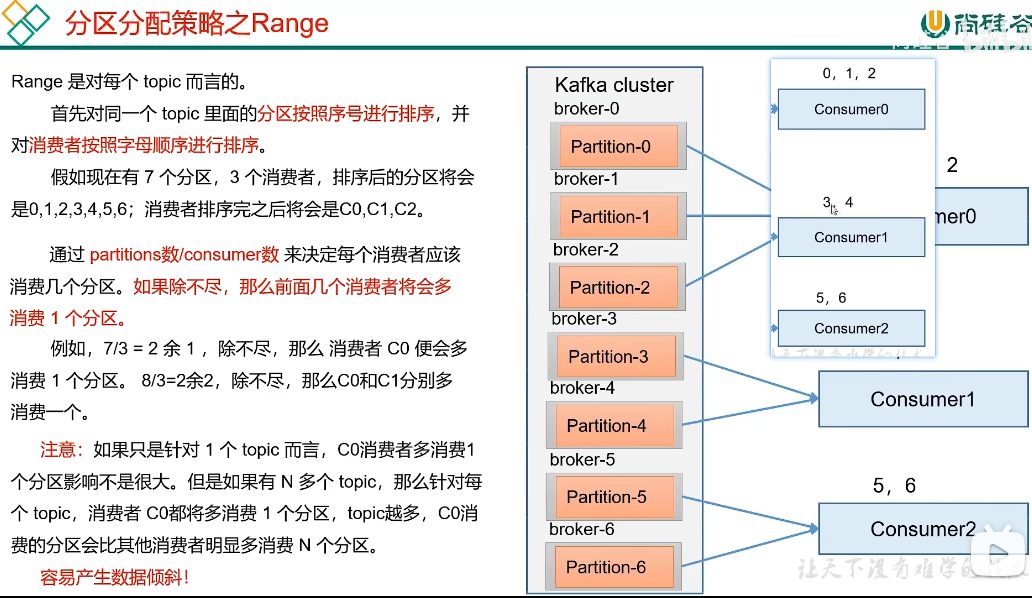 分区分配策略之Range
尚硅谷
Range 是对每个 topic 而言的。
首先对同一个 topic 里面的分区按照序号进行排序，并
对消费者按照字母顺序进行排序。
假如现在有 7 个分区，3 个消费者，排序后的分区将会
是0,1,2,3,4,5,6；消费者排序完之后将会是C0,C1,C2。
通过 partitions数/consumer数 来决定每个消费者应该
消费几个分区。如果除不尽，那么前面几个消费者将会多
消费 1 个分区。
例如，7/3 = 2 余 1 ，除不尽，那么 消费者 C0 便会多
消费 1 个分区。 8/3=2余2，除不尽，那么C0和C1分别多
消费一个。
注意：如果只是针对 1 个 topic 而言，C0消费者多消费1
个分区影响不是很大。但是如果有 N 多个 topic，那么针对每
个 topic，消费者 C0都将多消费 1 个分区，topic越多，C0消
费的分区会比其他消费者明显多消费 N 个分区。
容易产生数据倾斜！
Kafka cluster
broker-0
Partition-0
broker-1
Partition-1
broker-2
Partition-2
broker-3
Partition-3
broker-4
Partition-4
broker-5
Partition-5
broker-6
Partition-6
0，1，2
Consumer0
3，4
Consumer1
5，6
Consumer2
2
mer0
Consumer1
5，6
Consumer2
让天下没有难学的技